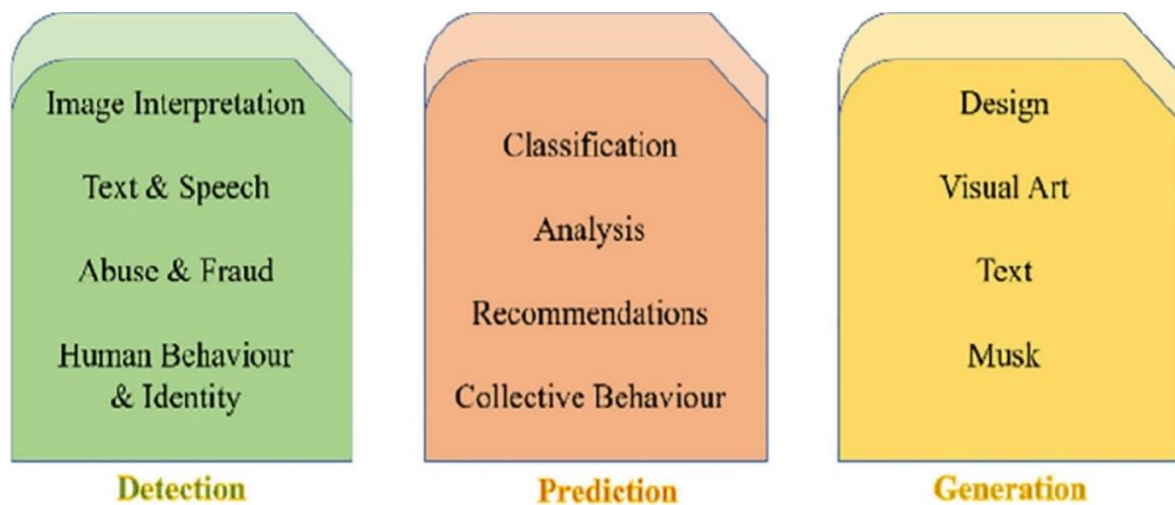 Image Interpretation
Text & Speech
Abuse & Fraud
Human Behaviour
& Identity
Detection
Classification
Analysis
Recommendations
Collective Behaviour
Prediction
Design
Visual Art
Text
Musk
Generation